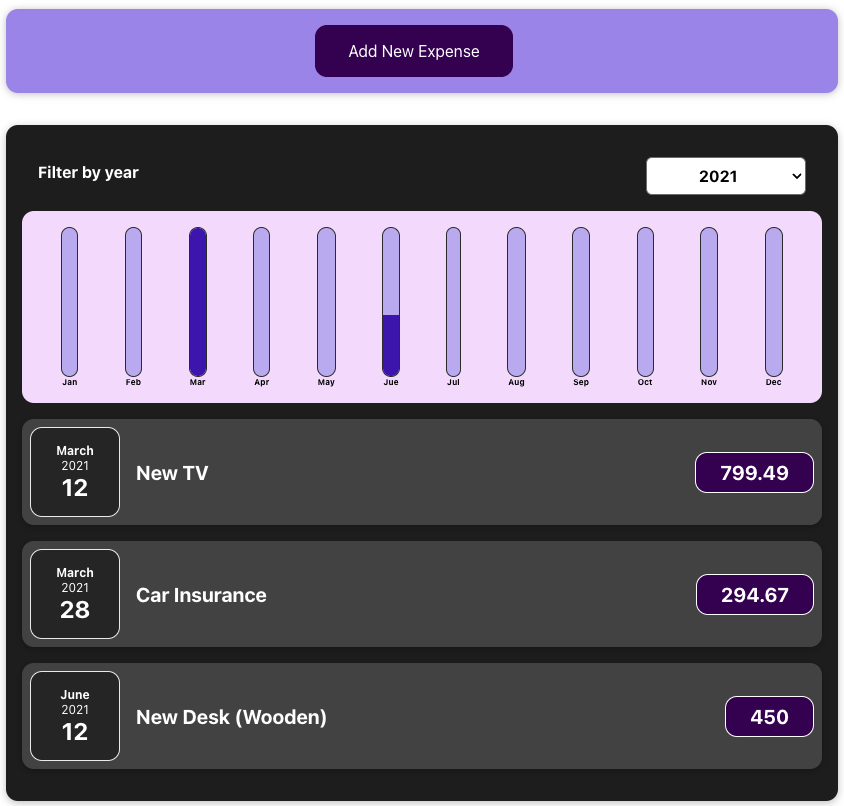 Add New Expense
Filter by year
2021
Jan Feb Mar Apr May Jue Jul Aug Sep Oct Nov Dec
March
2021
12
New TV
799.49
March
2021
28
Car Insurance
294.67
June
2021
12
New Desk (Wooden)
450